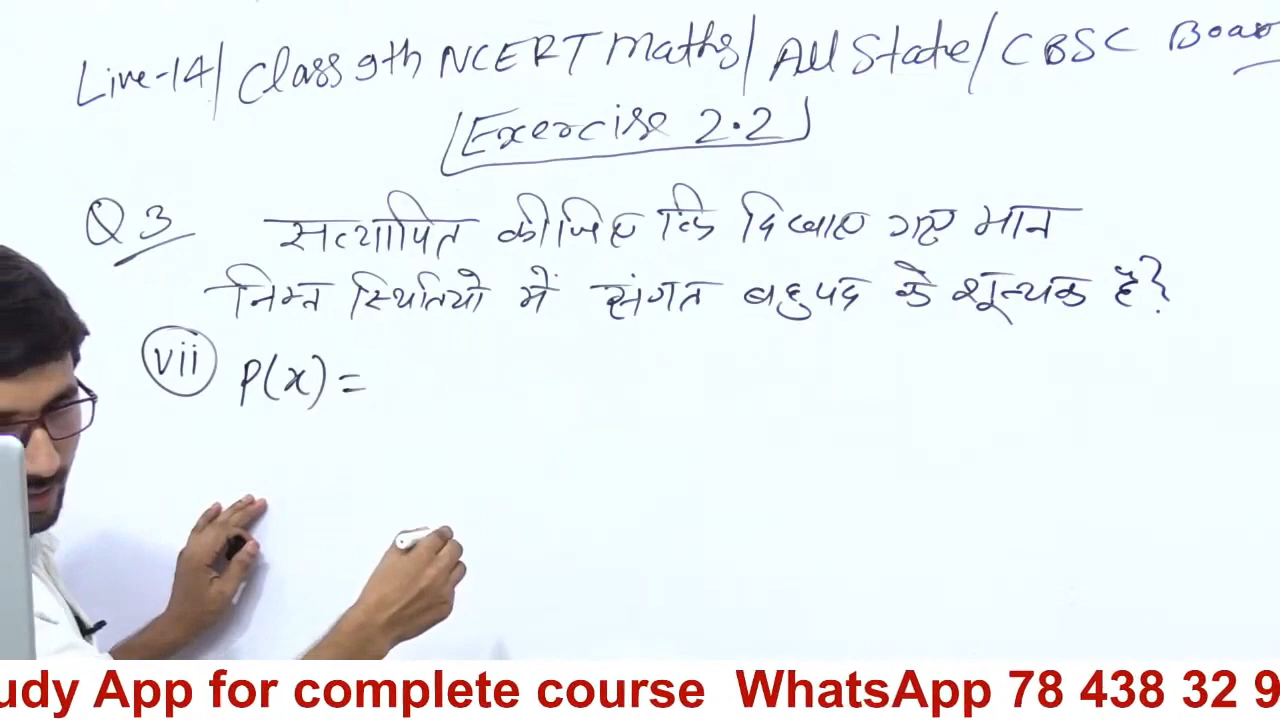 Live-14/ Class 9th NCERT Maths/ All State/ CBSC Boar
Exercise 2.2
Q 3 सत्यापित कीजिए कि दिखाए गए मान
निम्न स्थितियो में संगत बहुपद के शून्यक है?
vii P(x) =
udy App for complete course WhatsApp 78 438 32 9